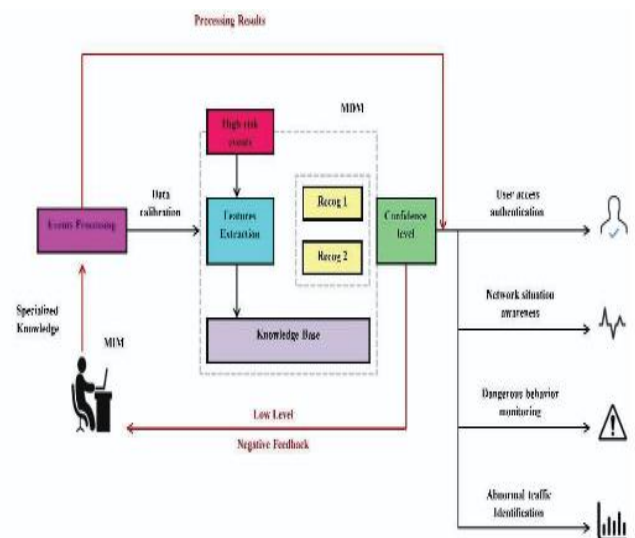 Processing Results
MDM
High risk
events
Data
calibration
User access
authentication
Events Processing
Features
Extraction
Recog 1
Recog 2
Confidence
level
Specialized
Knowledge
MIM
Network situation
awareness
Knowledge Base
Low Level
Negative Feedback
Dangerous behavior
monitoring
Abnormal traffic
Identification